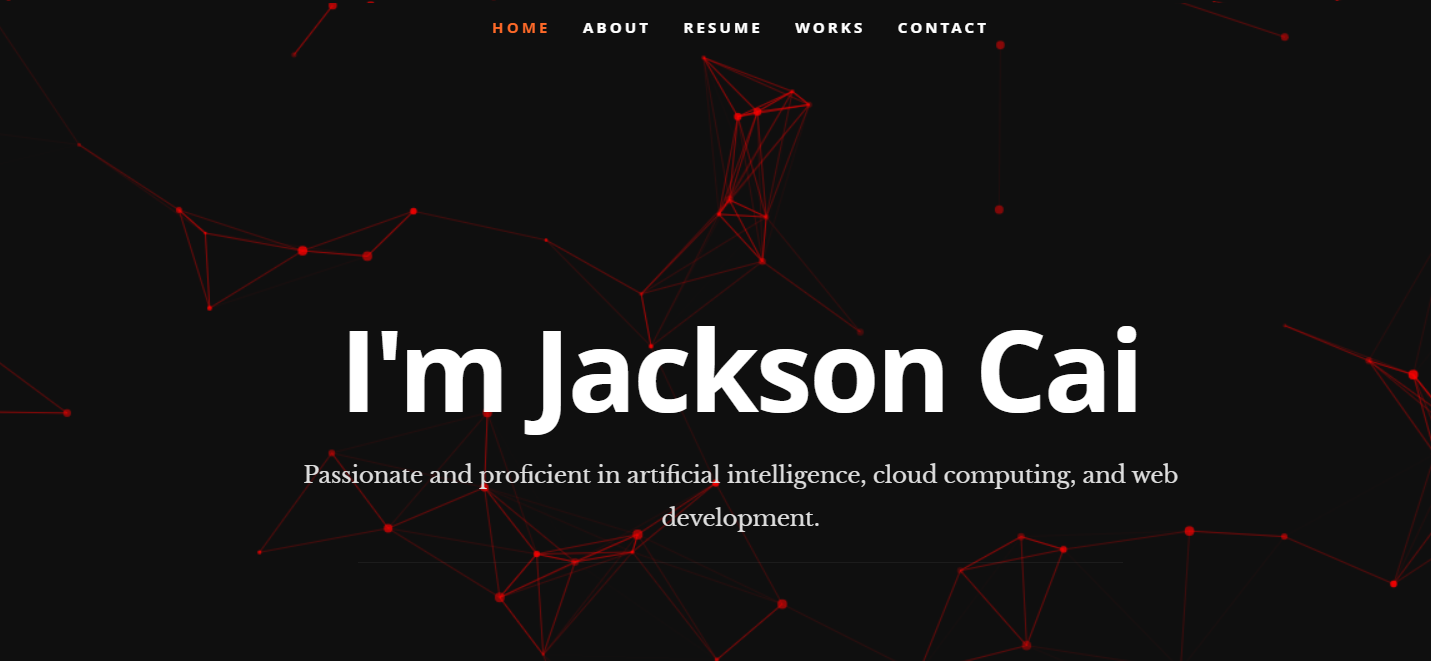 HOME ABOUT RESUME WORKS CONTACT
I'm Jackson Cai
Passionate and proficient in artificial intelligence, cloud computing, and web
development.